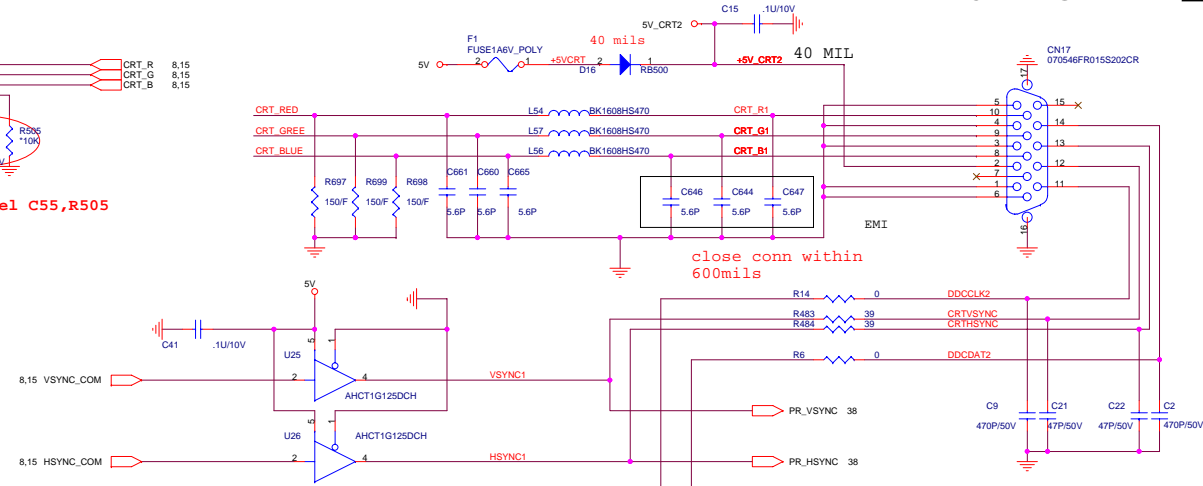 C15 .1U/10V
5V_CRT2
F1
FUSE1A6V_POLY
40 mils
40 MIL
CN17
070546FR015S202CR
5V 2 1 +5VCRT 2 1 +5V_CRT2
D16 RB500
CRT_R 8,15
CRT_G 8,15
CRT_B 8,15
17
CRT_RED L54 BK1608HS470 CRT_R1
CRT_GREE L57 BK1608HS470 CRT_G1
CRT_BLUE L56 BK1608HS470 CRT_B1
5 15
10
4 14
9
3 13
8
2 12
7
1 11
6
16
R505
*10K
el C55,R505
R697 R699 R698
150/F 150/F 150/F
C661 C660 C665
5.6P 5.6P 5.6P
C646 C644 C647
5.6P 5.6P 5.6P
EMI
close conn within
600mils
5V
C41 .1U/10V
R14 0 DDCCLK2
R483 39 CRTVSYNC
R484 39 CRTHSYNC
R6 0 DDCDAT2
U25 5 1
8,15 VSYNC_COM 2 4 VSYNC1
AHCT1G125DCH
PR_VSYNC 38
C9 C21 C22 C2
470P/50V 47P/50V 47P/50V 470P/50V
5 1
U26 AHCT1G125DCH
8,15 HSYNC_COM 2 4 HSYNC1 PR_HSYNC 38